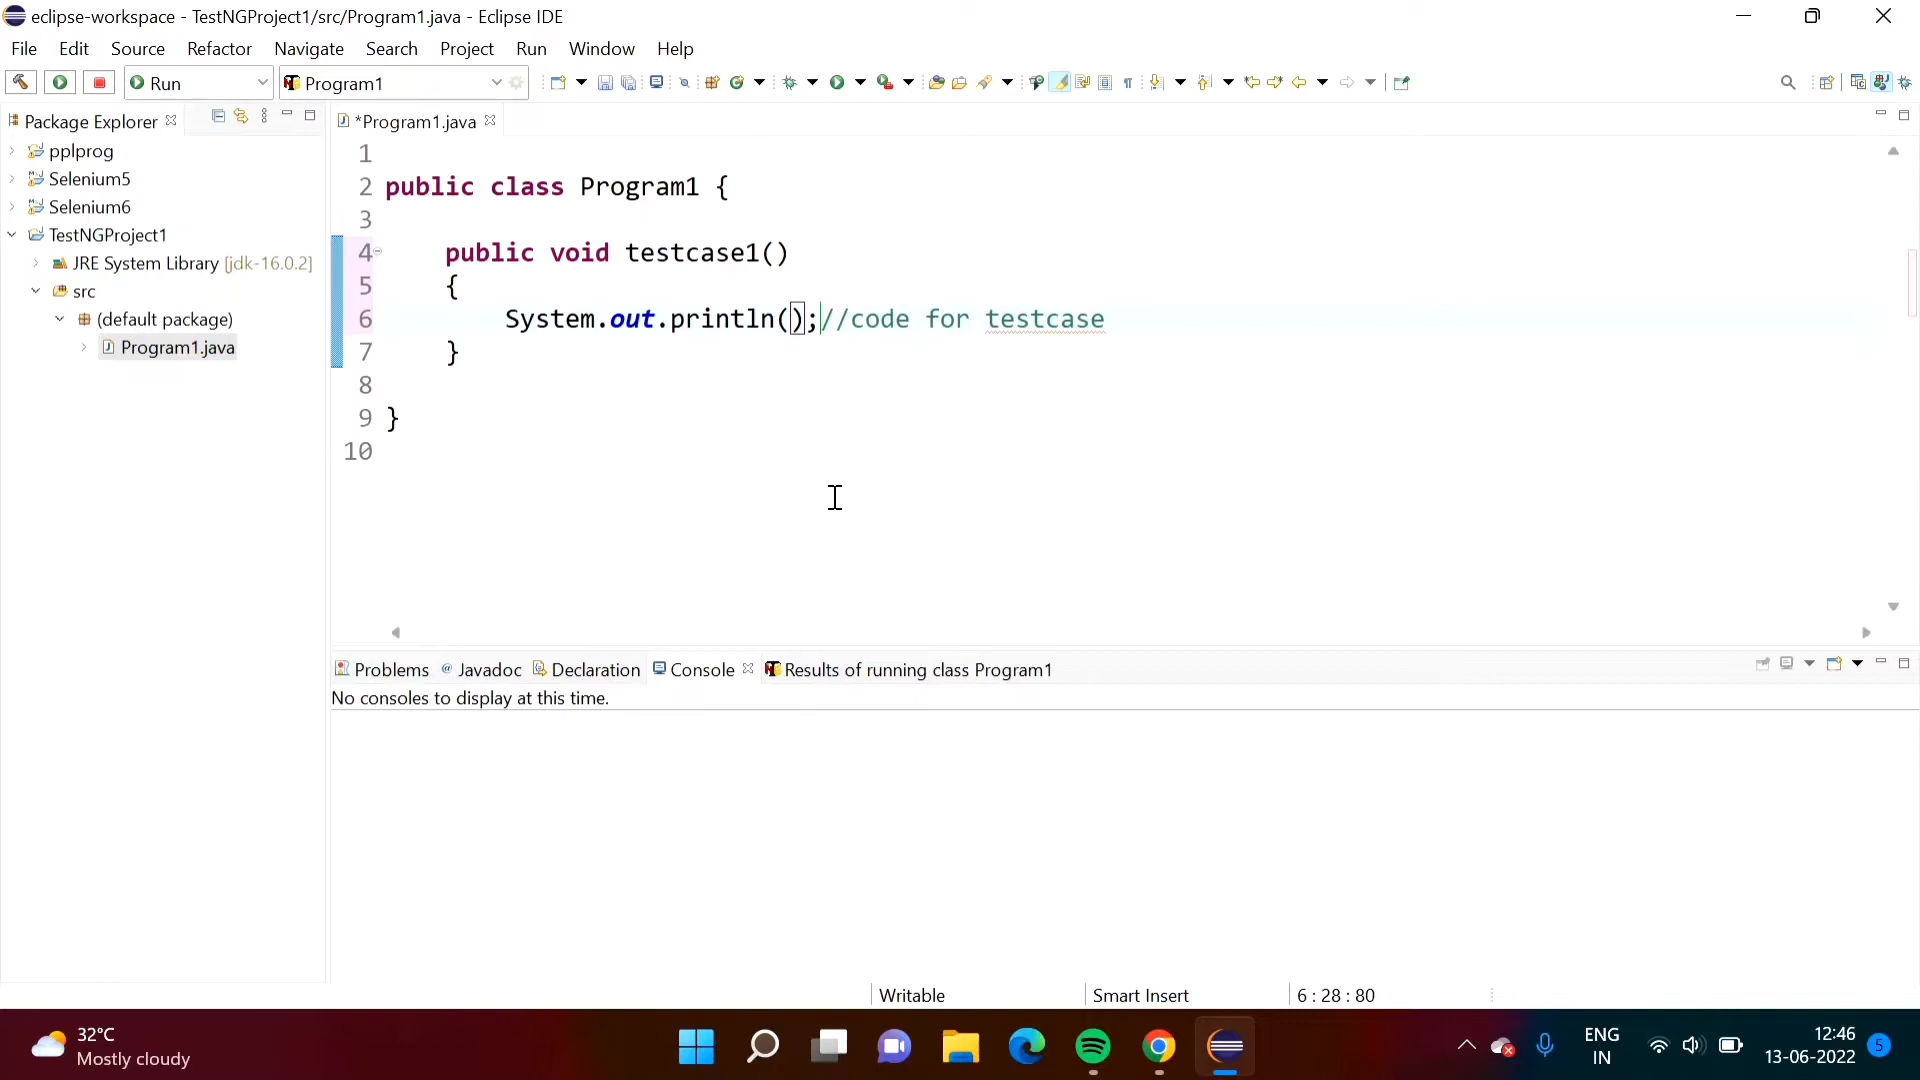 eclipse-workspace - TestNGProject1/src/Program1.java - Eclipse IDE
File Edit Source Refactor Navigate Search Project Run Window Help
Run Program1
Package Explorer
pplprog
Selenium5
Selenium6
TestNGProject1
JRE System Library [jdk-16.0.2]
src
(default package)
Program1.java
*Program1.java
1
2 public class Program1 {
3
4 public void testcase1()
5 {
6 System.out.println();//code for testcase
7 }
8
9 }
10
Problems @ Javadoc Declaration Console Results of running class Program1
No consoles to display at this time.
Writable Smart Insert 6 : 28 : 80
32°C
Mostly cloudy
ENG
IN
12:46
13-06-2022
5